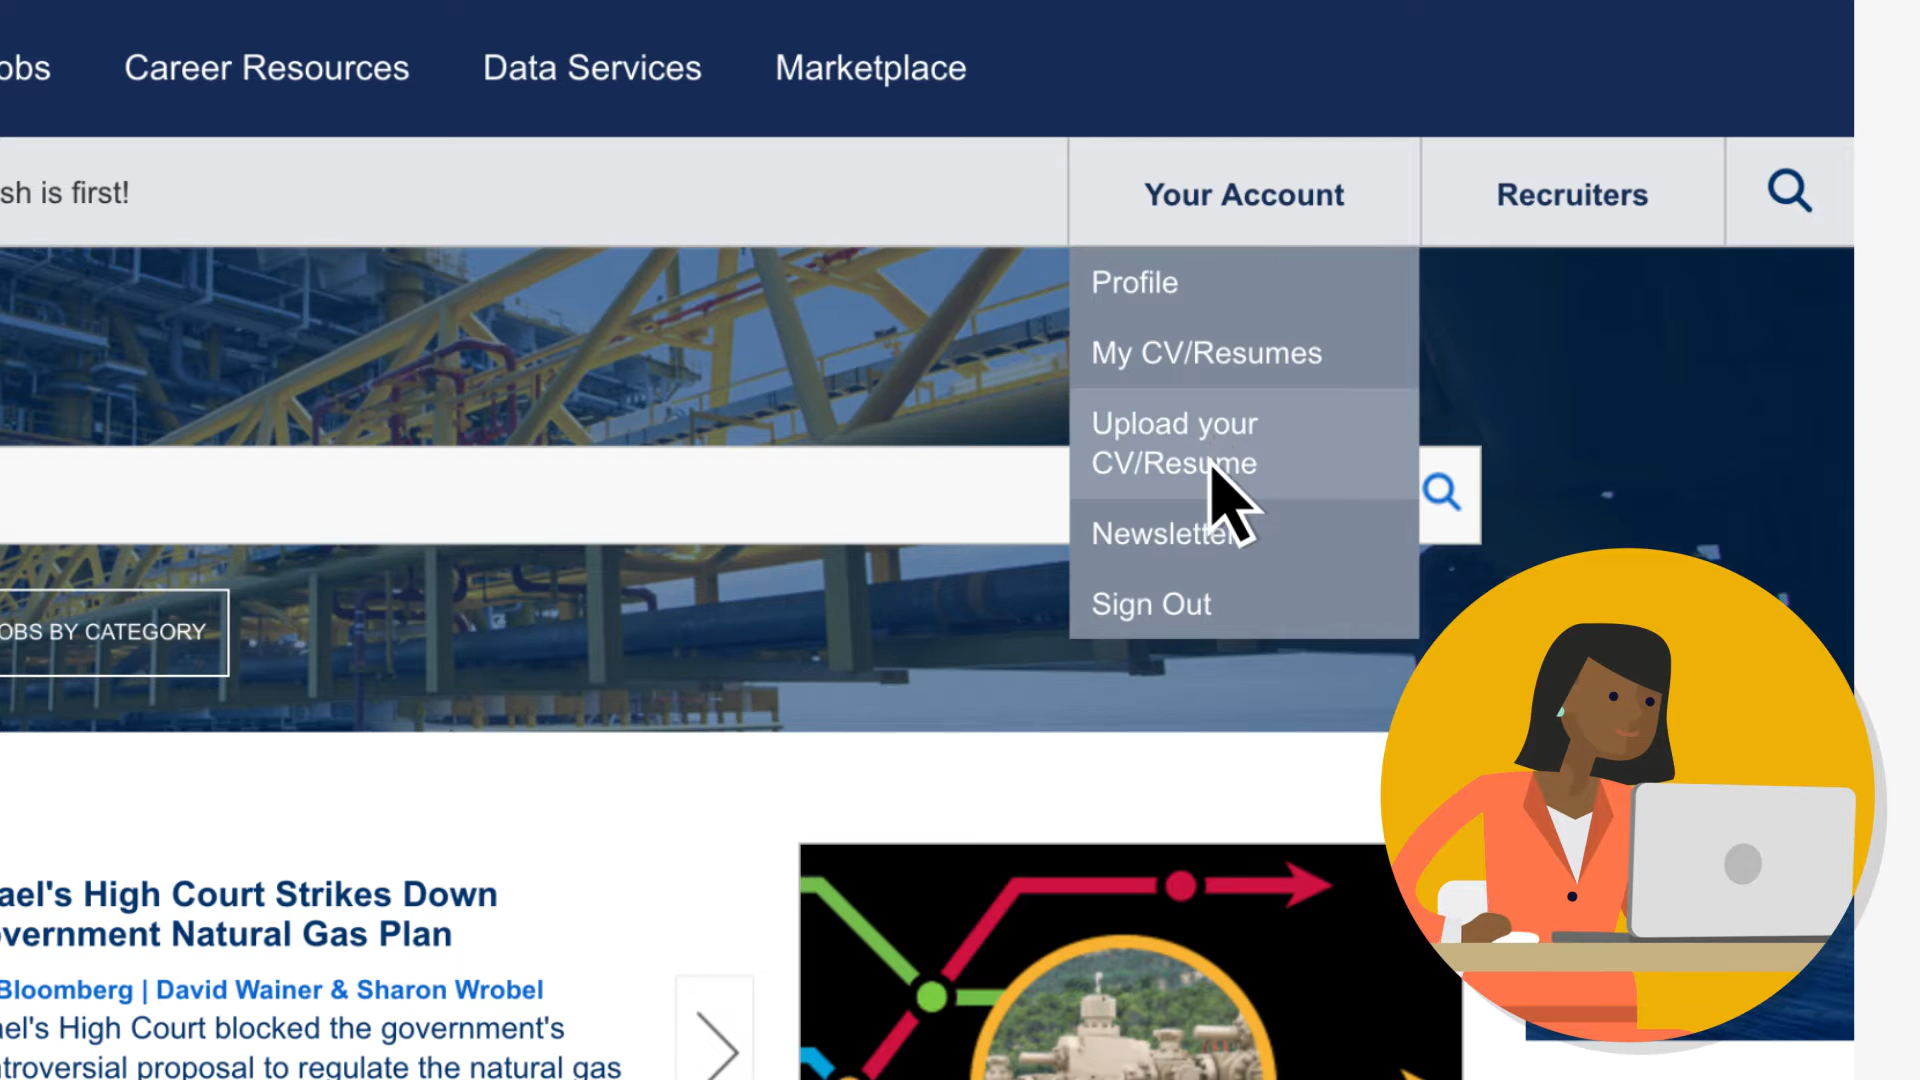 obs Career Resources Data Services Marketplace
sh is first! Your Account Recruiters
Profile
My CV/Resumes
Upload your
CV/Resume
Newsletter
Sign Out
OBS BY CATEGORY
ael's High Court Strikes Down
vernment Natural Gas Plan
Bloomberg | David Wainer & Sharon Wrobel
ael's High Court blocked the government's
troversial proposal to regulate the natural gas